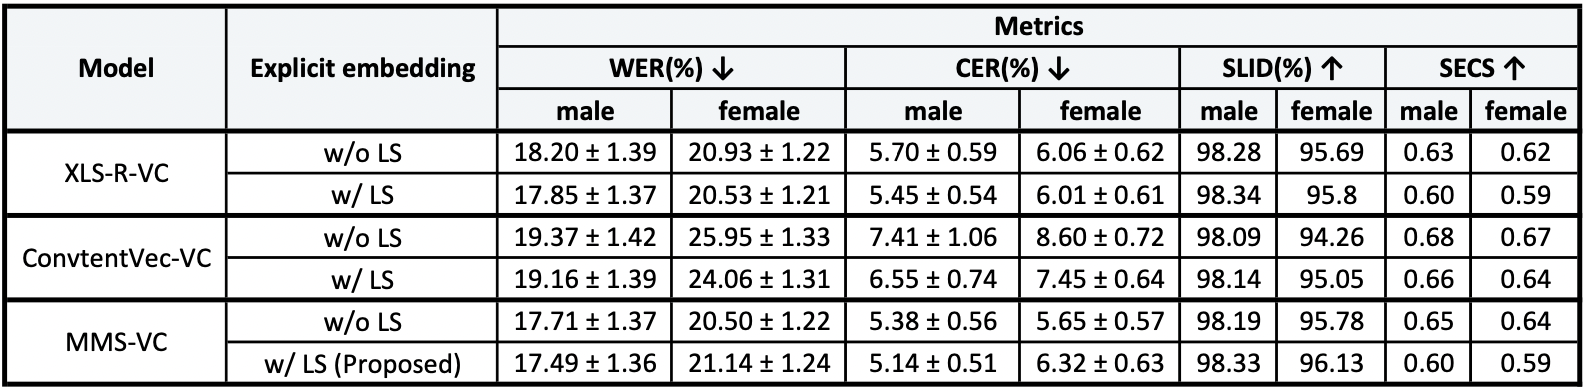 Model Explicit embedding Metrics
WER(%) ↓ CER(%) ↓ SLID(%) ↑ SECS ↑
male female male female male female male female
XLS-R-VC w/o LS 18.20 ± 1.39 20.93 ± 1.22 5.70 ± 0.59 6.06 ± 0.62 98.28 95.69 0.63 0.62
w/ LS 17.85 ± 1.37 20.53 ± 1.21 5.45 ± 0.54 6.01 ± 0.61 98.34 95.8 0.60 0.59
ConvtentVec-VC w/o LS 19.37 ± 1.42 25.95 ± 1.33 7.41 ± 1.06 8.60 ± 0.72 98.09 94.26 0.68 0.67
w/ LS 19.16 ± 1.39 24.06 ± 1.31 6.55 ± 0.74 7.45 ± 0.64 98.14 95.05 0.66 0.64
MMS-VC w/o LS 17.71 ± 1.37 20.50 ± 1.22 5.38 ± 0.56 5.65 ± 0.57 98.19 95.78 0.65 0.64
w/ LS (Proposed) 17.49 ± 1.36 21.14 ± 1.24 5.14 ± 0.51 6.32 ± 0.63 98.33 96.13 0.60 0.59